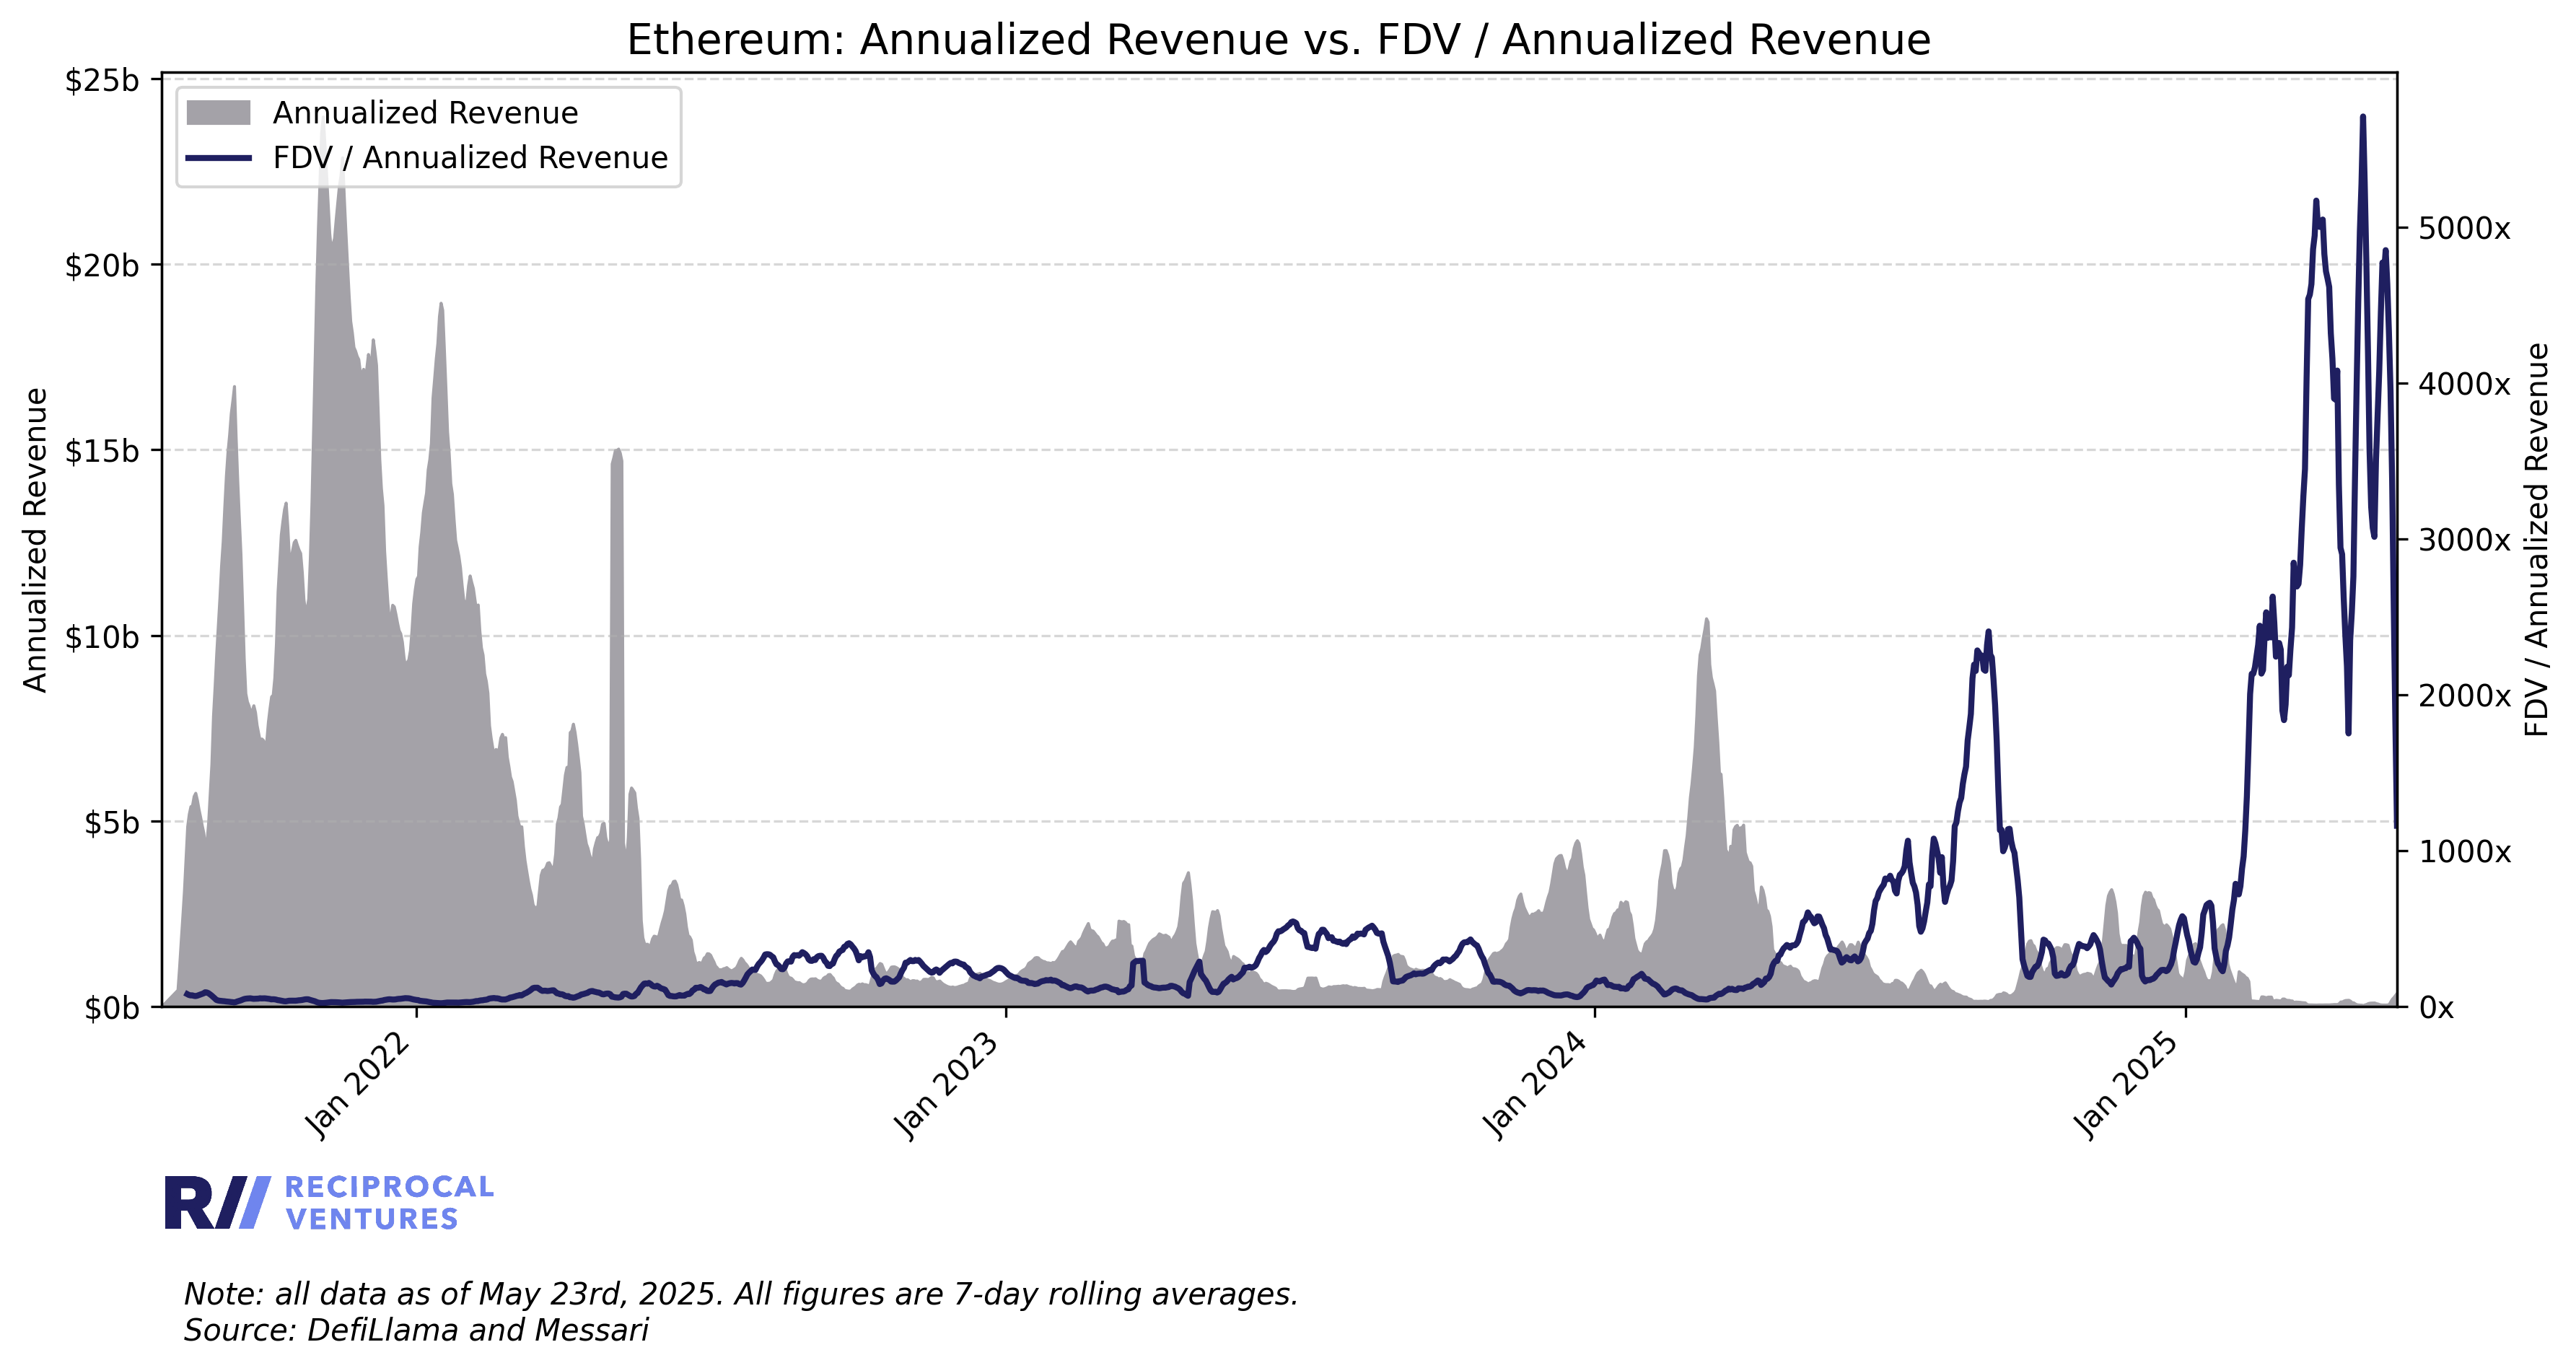 Ethereum: Annualized Revenue vs. FDV / Annualized Revenue
Annualized Revenue
FDV / Annualized Revenue
$25b
$20b
$15b
$10b
$5b
$0b
Annualized Revenue
5000x
4000x
3000x
2000x
1000x
0x
FDV / Annualized Revenue
Jan 2022
Jan 2023
Jan 2024
Jan 2025
R// RECIPROCAL
VENTURES
Note: all data as of May 23rd, 2025. All figures are 7-day rolling averages.
Source: DefiLlama and Messari